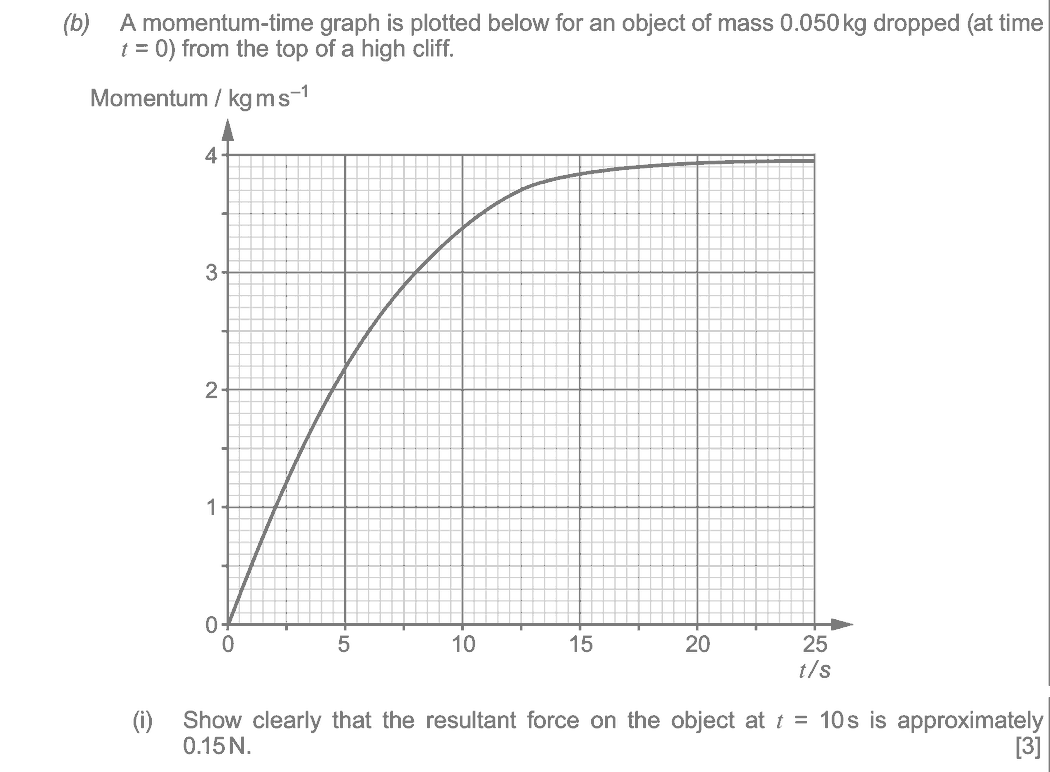 (b) A momentum-time graph is plotted below for an object of mass 0.050 kg dropped (at time
t = 0) from the top of a high cliff.
Momentum / kg m s⁻¹
4
3
2
1
0
0 5 10 15 20 25
t/s
(i) Show clearly that the resultant force on the object at t = 10 s is approximately
0.15 N. [3]